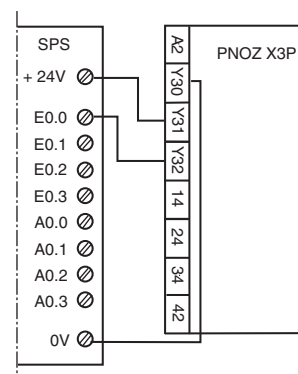 SPS
+ 24V
E0.0
E0.1
E0.2
E0.3
A0.0
A0.1
A0.2
A0.3
0V
A2
Y30
Y31
Y32
14
24
34
42
PNOZ X3P